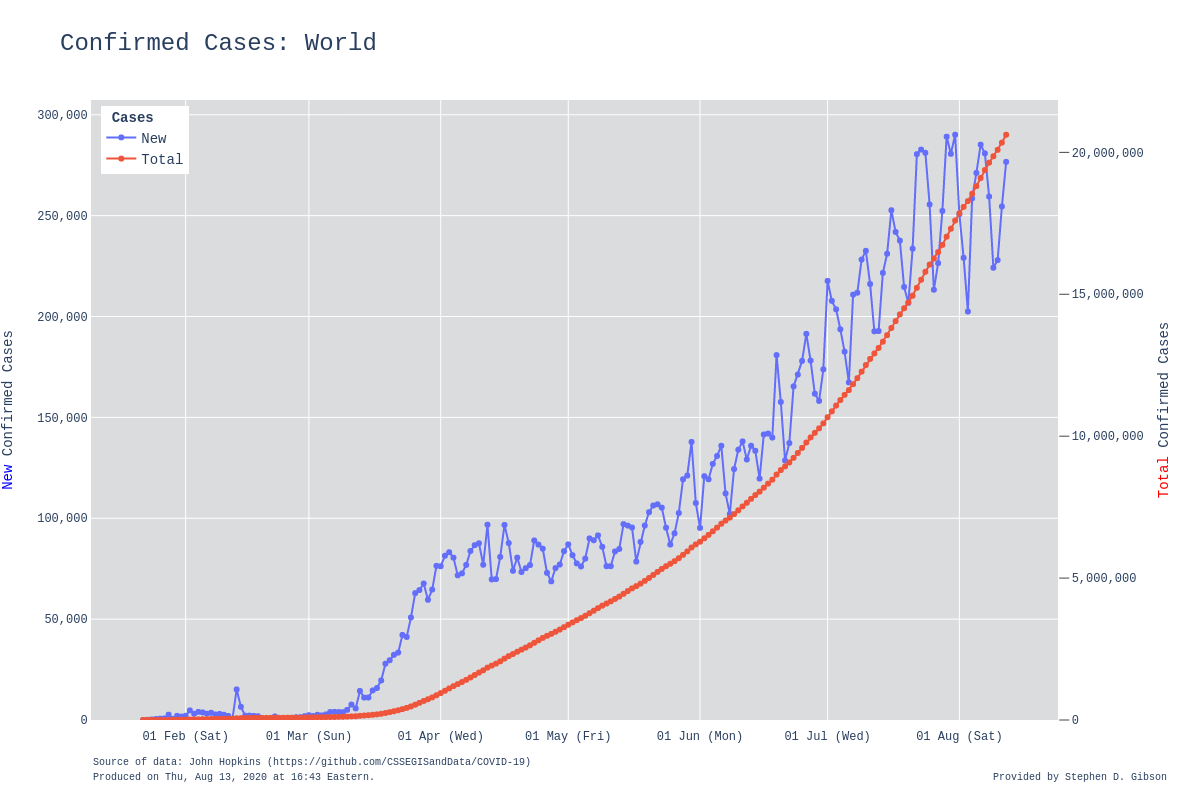 Confirmed Cases: World
Cases
New
Total
300,000
250,000
200,000
150,000
100,000
50,000
0
20,000,000
15,000,000
10,000,000
5,000,000
0
New Confirmed Cases
Total Confirmed Cases
01 Feb (Sat) 01 Mar (Sun) 01 Apr (Wed) 01 May (Fri) 01 Jun (Mon) 01 Jul (Wed) 01 Aug (Sat)
Source of data: John Hopkins (https://github.com/CSSEGISandData/COVID-19)
Produced on Thu, Aug 13, 2020 at 16:43 Eastern.
Provided by Stephen D. Gibson